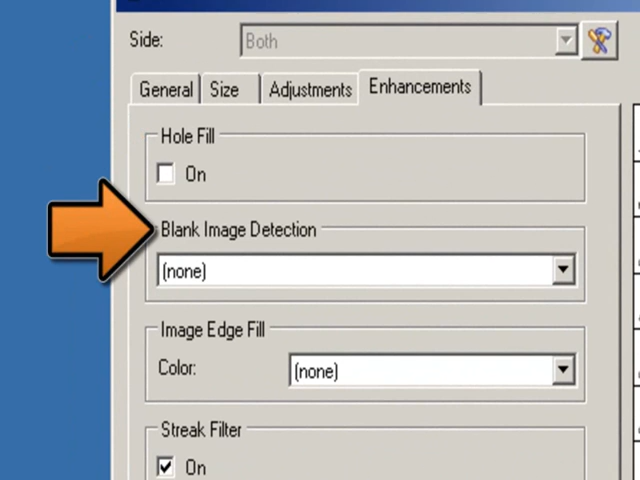 Side: Both
General Size Adjustments Enhancements
Hole Fill
On
Blank Image Detection
(none)
Image Edge Fill
Color: (none)
Streak Filter
On